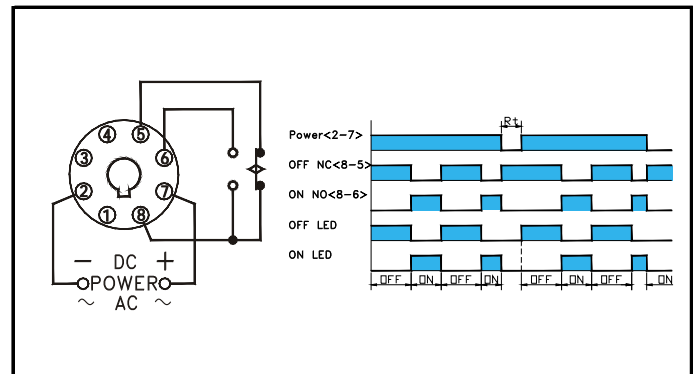 4 5
3 6
2 7
1 8
− DC +
POWER
~ AC ~
Rt
Power<2-7>
OFF NC<8-5>
ON NO<8-6>
OFF LED
ON LED
OFF ON OFF ON OFF ON OFF ON